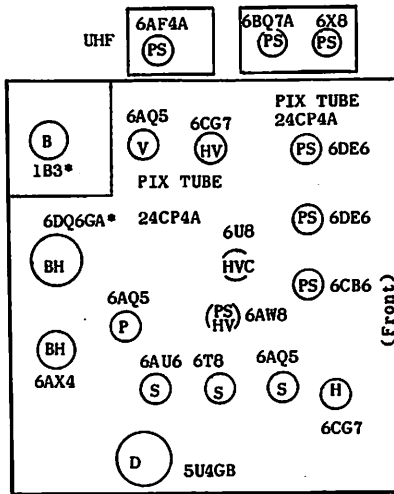 6AF4A
6BQ7A 6X8
UHF
PS
PS
PS
6AQ5
6CG7
PIX TUBE
24CP4A
B
V
HV
PS
6DE6
1B3*
PIX TUBE
6DQ6GA*
24CP4A
PS
6DE6
6U8
BH
HVC
PS
6CB6
6AQ5
P
PS
HV
6AW8
(Front)
BH
6AX4
6AU6
6T8
6AQ5
S
S
S
H
6CG7
D
5U4GB